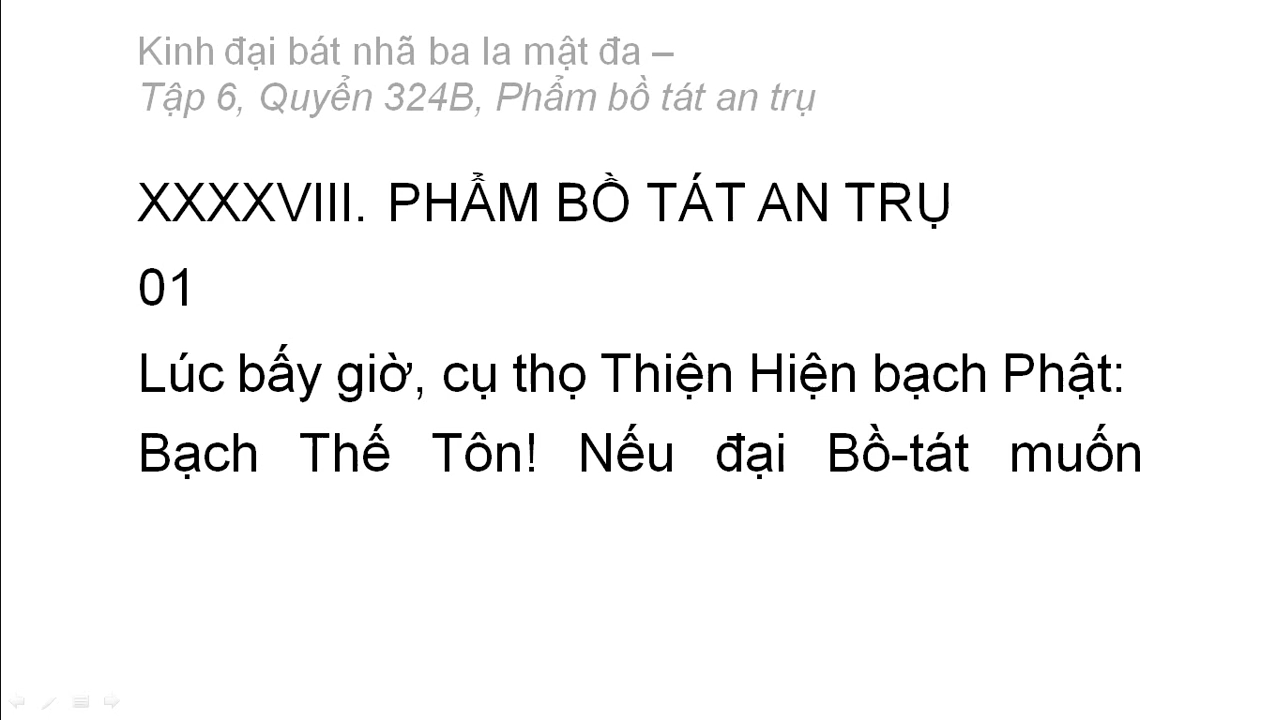 Kinh đại bát nhã ba la mật đa –
Tập 6, Quyển 324B, Phẩm bồ tát an trụ
XXXXVIII. PHẨM BỒ TÁT AN TRỤ
01
Lúc bấy giờ, cụ thọ Thiện Hiện bạch Phật:
Bạch Thế Tôn! Nếu đại Bồ-tát muốn